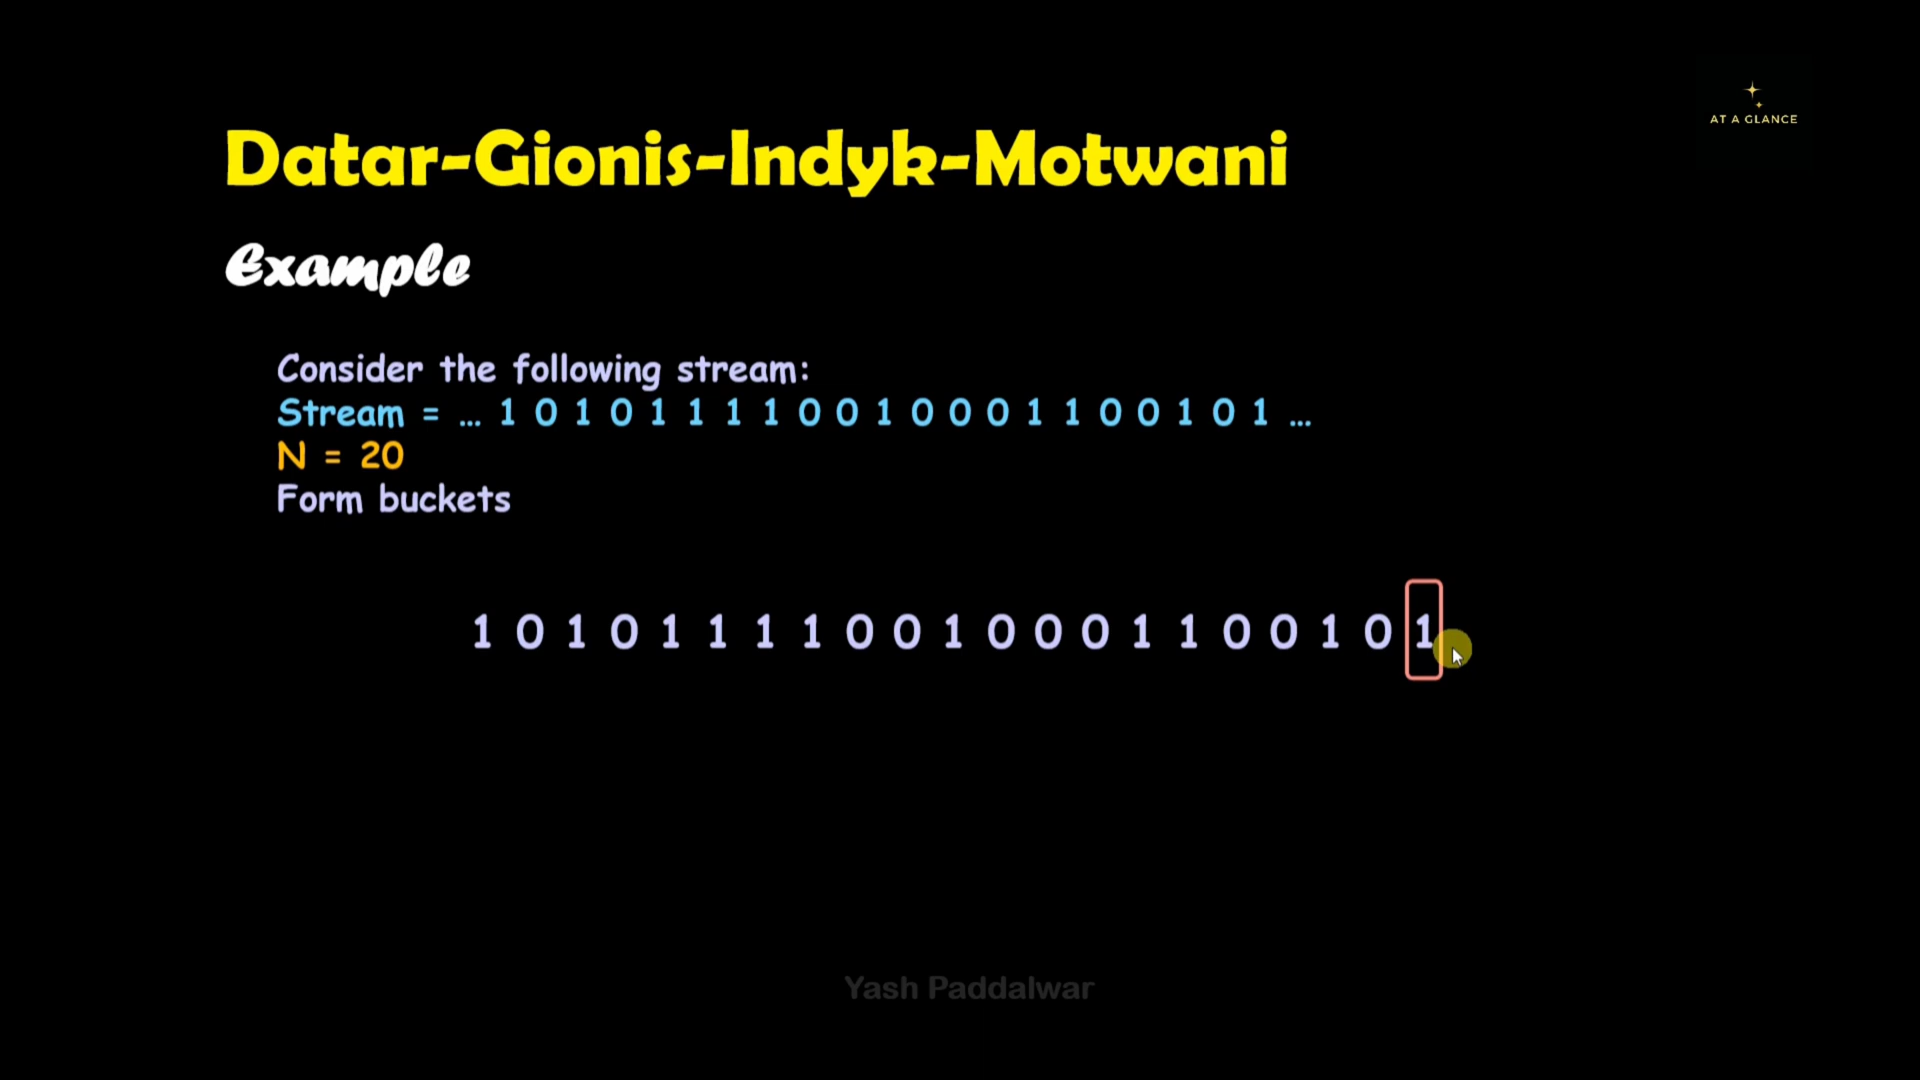 AT A GLANCE
Datar-Gionis-Indyk-Motwani
Example
Consider the following stream:
Stream = ... 1 0 1 0 1 1 1 1 0 0 1 0 0 0 1 1 0 0 1 0 1 ...
N = 20
Form buckets
1 0 1 0 1 1 1 1 0 0 1 0 0 0 1 1 0 0 1 0 1
Yash Paddalwar